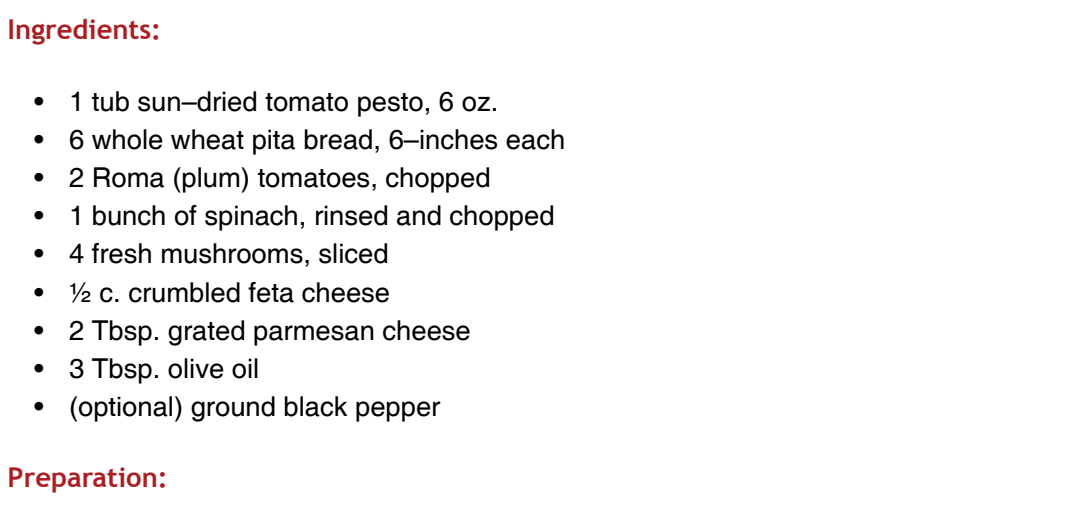 Ingredients:
• 1 tub sun–dried tomato pesto, 6 oz.
• 6 whole wheat pita bread, 6–inches each
• 2 Roma (plum) tomatoes, chopped
• 1 bunch of spinach, rinsed and chopped
• 4 fresh mushrooms, sliced
• ½ c. crumbled feta cheese
• 2 Tbsp. grated parmesan cheese
• 3 Tbsp. olive oil
• (optional) ground black pepper
Preparation: